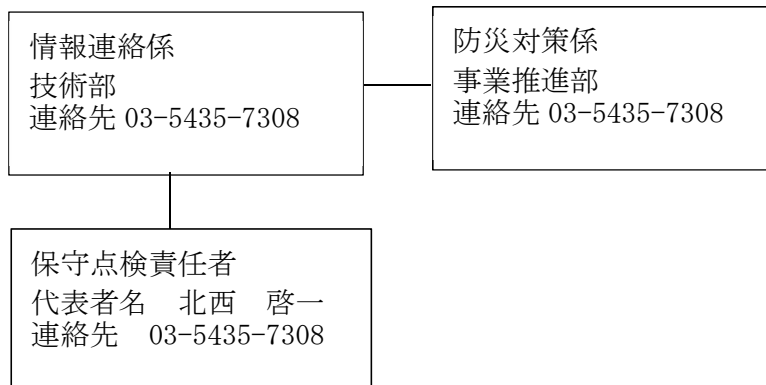 情報連絡係
技術部
連絡先 03-5435-7308
防災対策係
事業推進部
連絡先 03-5435-7308
保守点検責任者
代表者名　北西　啓一
連絡先　03-5435-7308